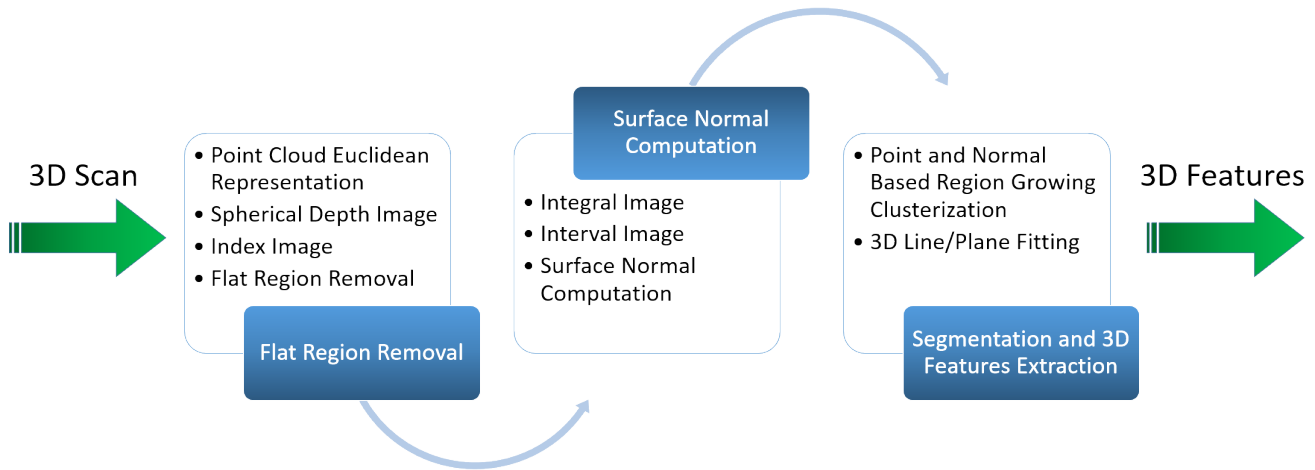 3D Scan
• Point Cloud Euclidean
Representation
• Spherical Depth Image
• Index Image
• Flat Region Removal
Flat Region Removal
Surface Normal
Computation
• Integral Image
• Interval Image
• Surface Normal
Computation
• Point and Normal
Based Region Growing
Clusterization
• 3D Line/Plane Fitting
Segmentation and 3D
Features Extraction
3D Features